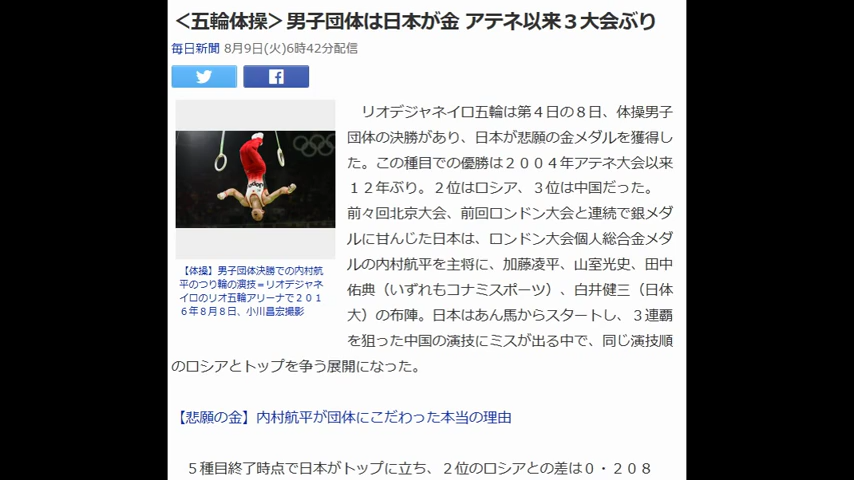 ＜五輪体操＞男子団体は日本が金 アテネ以来３大会ぶり
毎日新聞 8月9日(火)6時42分配信
リオデジャネイロ五輪は第４日の８日、体操男子
団体の決勝があり、日本が悲願の金メダルを獲得し
た。この種目での優勝は２００４年アテネ大会以来
１２年ぶり。２位はロシア、３位は中国だった。
前々回北京大会、前回ロンドン大会と連続で銀メダ
ルに甘んじた日本は、ロンドン大会個人総合金メダ
ルの内村航平を主将に、加藤凌平、山室光史、田中
佑典（いずれもコナミスポーツ）、白井健三（日体
大）の布陣。日本はあん馬からスタートし、３連覇
を狙った中国の演技にミスが出る中で、同じ演技順
のロシアとトップを争う展開になった。
【体操】男子団体決勝での内村航
平のつり輪の演技＝リオデジャネ
イロのリオ五輪アリーナで２０１
６年８月８日、小川昌宏撮影
【悲願の金】内村航平が団体にこだわった本当の理由
５種目終了時点で日本がトップに立ち、２位のロシアとの差は０・２０８